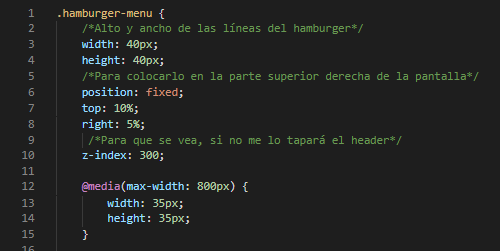 1 .hamburger-menu {
2 /*Alto y ancho de las líneas del hamburger*/
3 width: 40px;
4 height: 40px;
5 /*Para colocarlo en la parte superior derecha de la pantalla*/
6 position: fixed;
7 top: 10%;
8 right: 5%;
9 /*Para que se vea, si no me lo tapará el header*/
10 z-index: 300;
11
12 @media(max-width: 800px) {
13 width: 35px;
14 height: 35px;
15 }
16